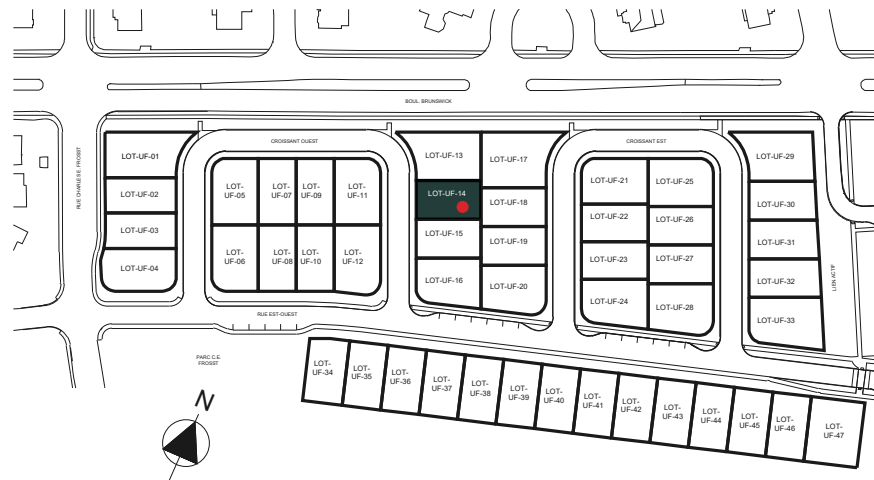 BOUL. BRUNSWICK
RUE CHARLES E. FROSST
CROISSANT OUEST
CROISSANT EST
LOT-UF-01
LOT-UF-02
LOT-UF-03
LOT-UF-04
LOT-
UF-05
LOT-
UF-07
LOT-
UF-09
LOT-
UF-11
LOT-
UF-06
LOT-
UF-08
LOT-
UF-10
LOT-
UF-12
LOT-UF-13
LOT-UF-14
LOT-UF-15
LOT-UF-16
LOT-UF-17
LOT-UF-18
LOT-UF-19
LOT-UF-20
LOT-UF-21
LOT-UF-22
LOT-UF-23
LOT-UF-24
LOT-UF-25
LOT-UF-26
LOT-UF-27
LOT-UF-28
LOT-UF-29
LOT-UF-30
LOT-UF-31
LOT-UF-32
LOT-UF-33
LIEN ACTIF
RUE EST-OUEST
PARC C.E.
FROSST
LOT-
UF-34
LOT-
UF-35
LOT-
UF-36
LOT-
UF-37
LOT-
UF-38
LOT-
UF-39
LOT-
UF-40
LOT-
UF-41
LOT-
UF-42
LOT-
UF-43
LOT-
UF-44
LOT-
UF-45
LOT-
UF-46
LOT-
UF-47
N